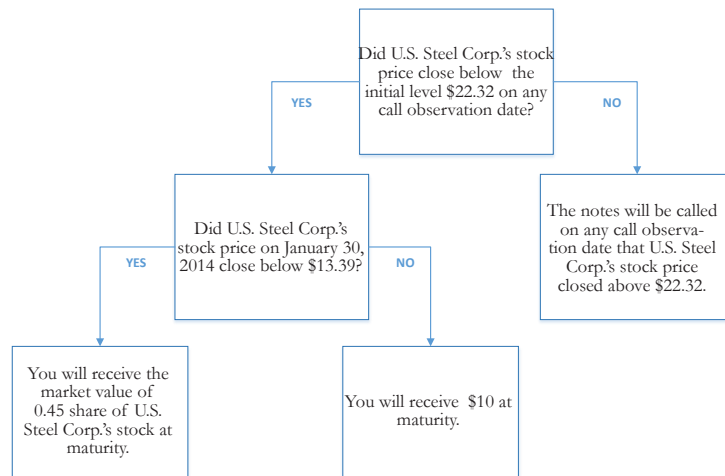 Did U.S. Steel Corp.'s stock
price close below the
initial level $22.32 on any
call observation date?
YES
NO
Did U.S. Steel Corp.'s
stock price on January 30,
2014 close below $13.39?
The notes will be called
on any call observa-
tion date that U.S. Steel
Corp.'s stock price
closed above $22.32.
YES
NO
You will receive the
market value of
0.45 share of U.S.
Steel Corp.'s stock at
maturity.
You will receive $10 at
maturity.